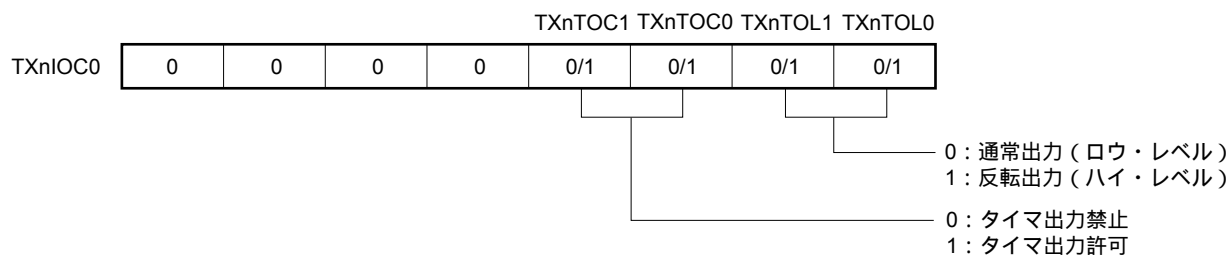 TXnTOC1 TXnTOC0 TXnTOL1 TXnTOL0
TXnIOC0 0 0 0 0 0/1 0/1 0/1 0/1
0：通常出力（ロウ・レベル）
1：反転出力（ハイ・レベル）
0：タイマ出力禁止
1：タイマ出力許可